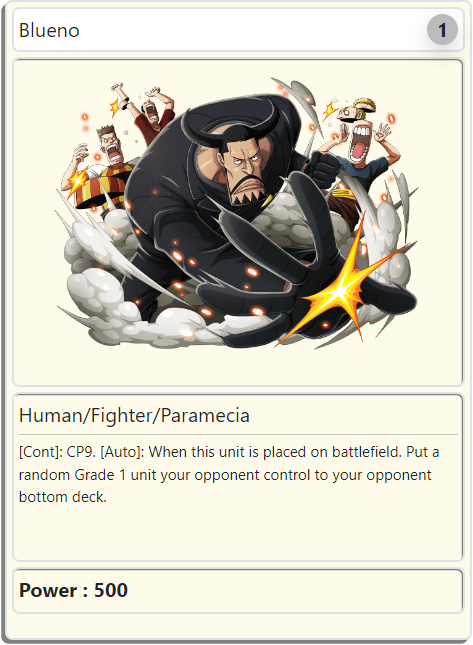 Blueno
1
Human/Fighter/Paramecia
[Cont]: CP9. [Auto]: When this unit is placed on battlefield. Put a
random Grade 1 unit your opponent control to your opponent
bottom deck.
Power : 500